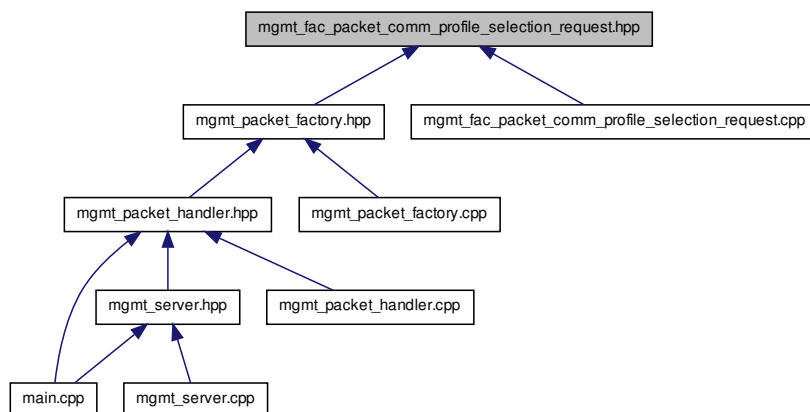 mgmt_fac_packet_comm_profile_selection_request.hpp
mgmt_packet_factory.hpp
mgmt_fac_packet_comm_profile_selection_request.cpp
mgmt_packet_handler.hpp
mgmt_packet_factory.cpp
mgmt_server.hpp
mgmt_packet_handler.cpp
main.cpp
mgmt_server.cpp